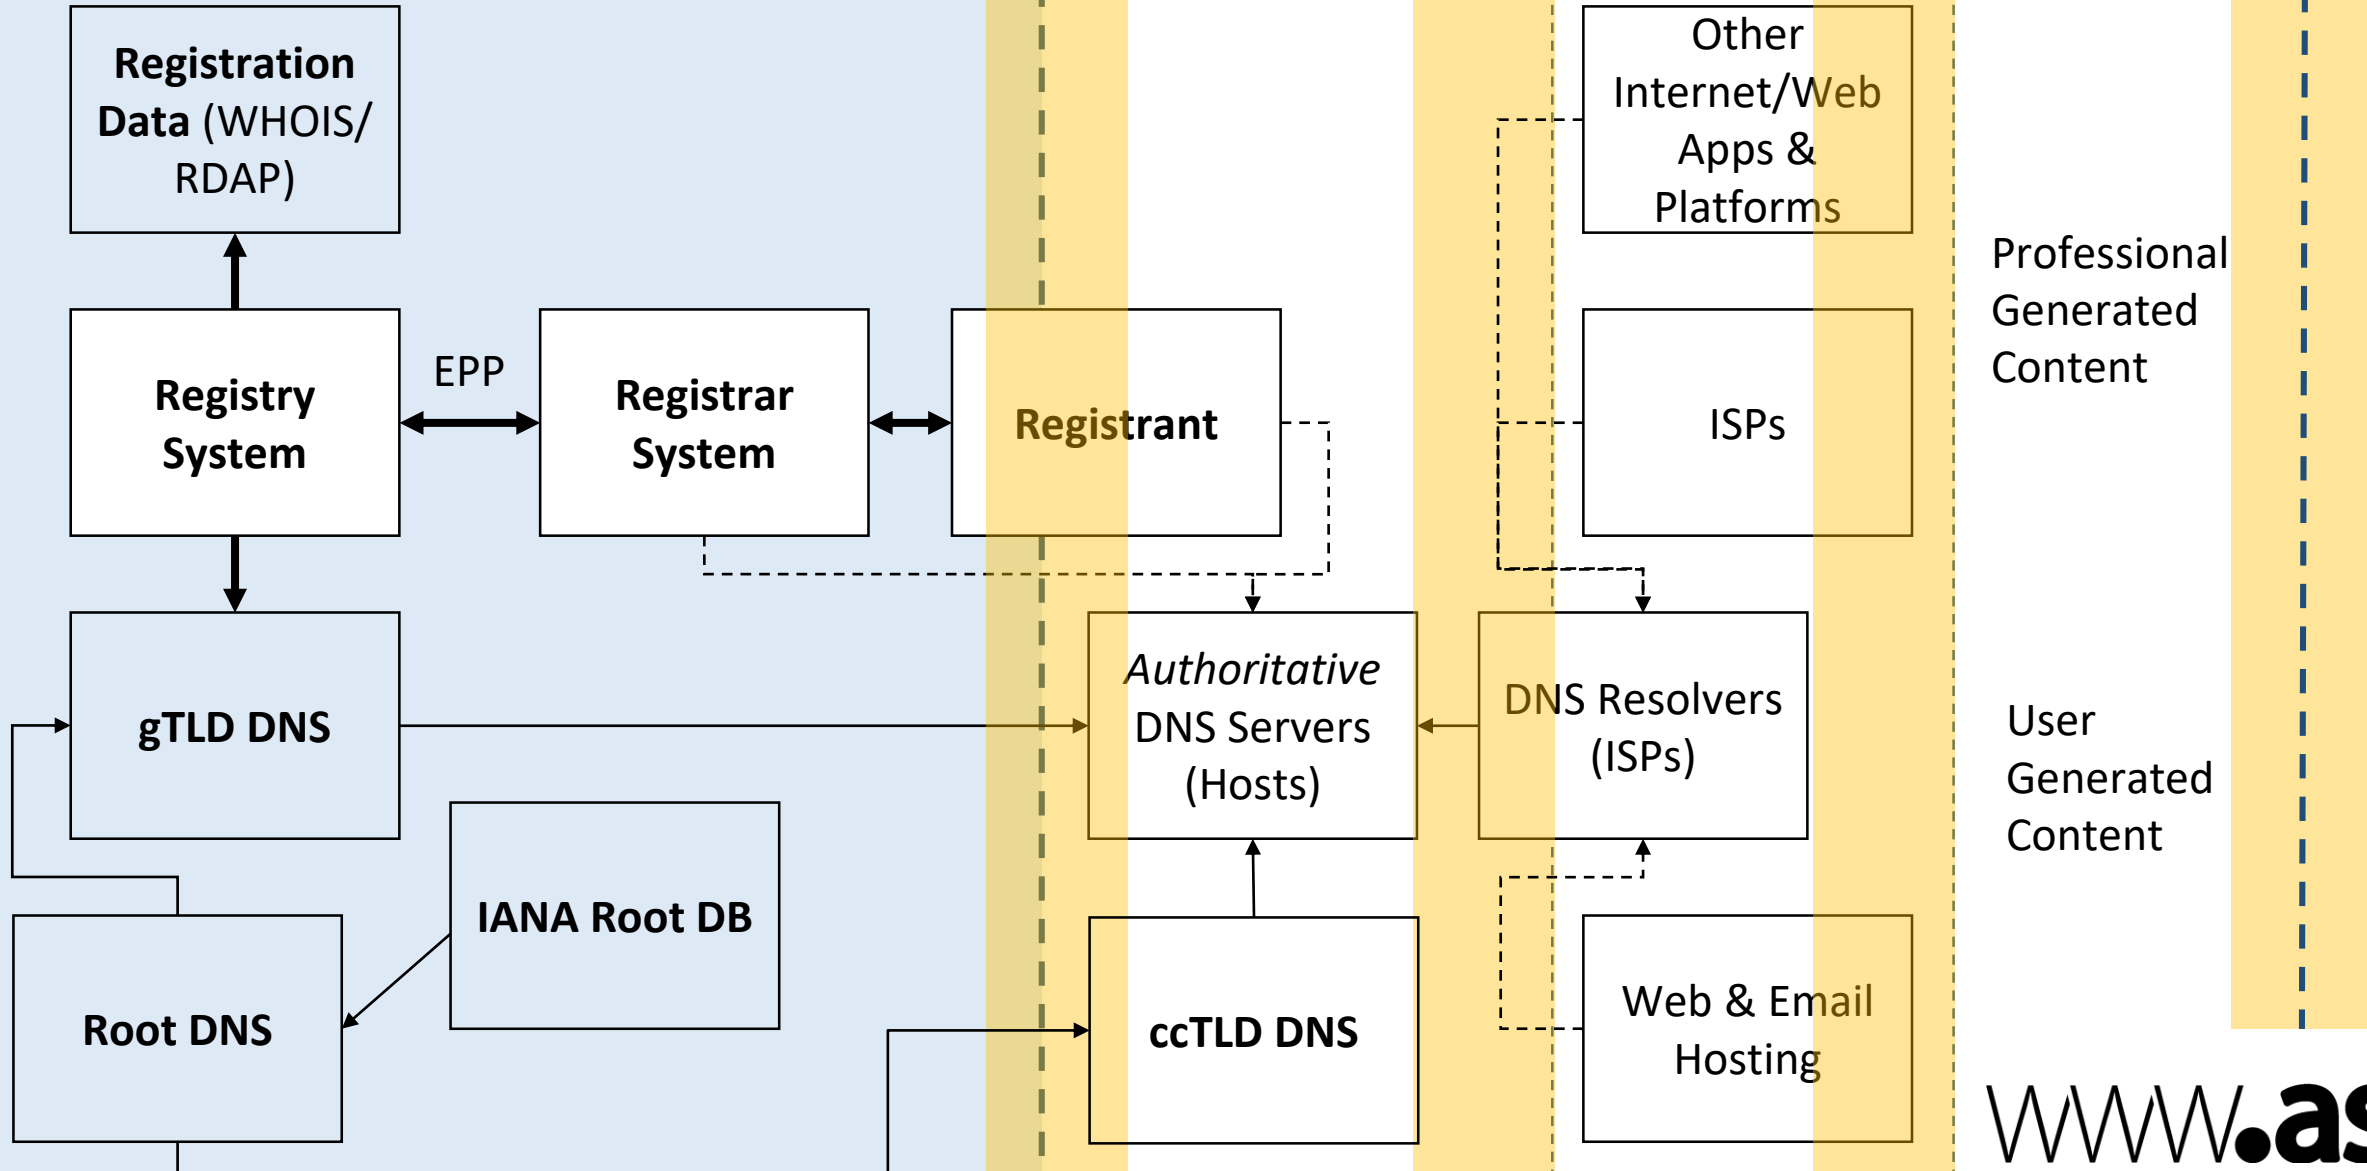 Registration
Data (WHOIS/
RDAP)
Other
Internet/Web
Apps &
Platforms
Professional
Generated
Content
Registry
System
EPP
Registrar
System
Registrant
ISPs
gTLD DNS
Authoritative
DNS Servers
(Hosts)
DNS Resolvers
(ISPs)
User
Generated
Content
IANA Root DB
Root DNS
ccTLD DNS
Web & Email
Hosting
www.as